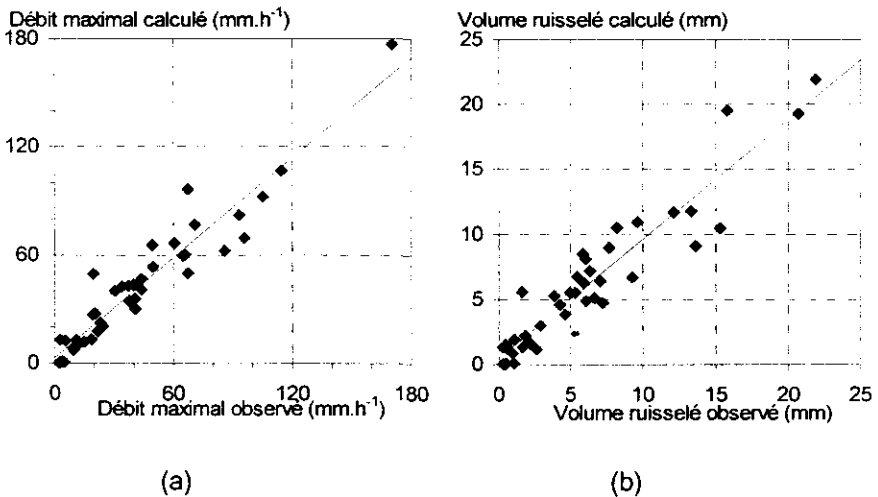 Débit maximal calculé (mm.h⁻¹)
180
120
60
0
0 60 120 180
Débit maximal observé (mm.h⁻¹)
(a)
Volume ruisselé calculé (mm)
25
20
15
10
5
0
0 5 10 15 20 25
Volume ruisselé observé (mm)
(b)